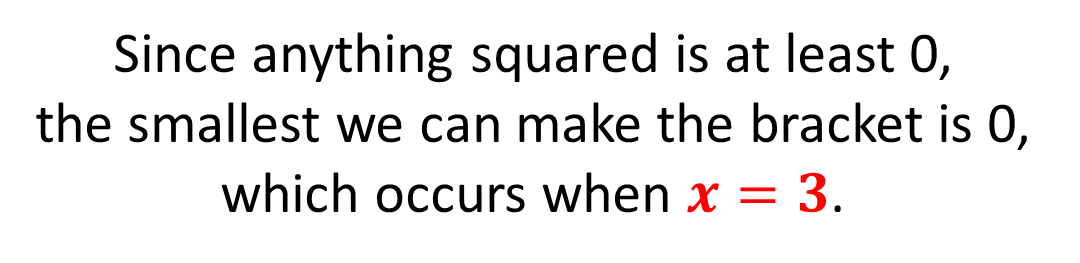 Since anything squared is at least 0,
the smallest we can make the bracket is 0,
which occurs when x = 3.